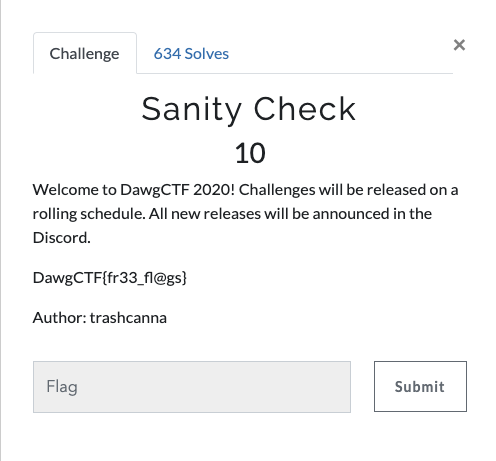 Challenge
634 Solves
×
Sanity Check
10
Welcome to DawgCTF 2020! Challenges will be released on a
rolling schedule. All new releases will be announced in the
Discord.
DawgCTF{fr33_fl@gs}
Author: trashcanna
Flag
Submit